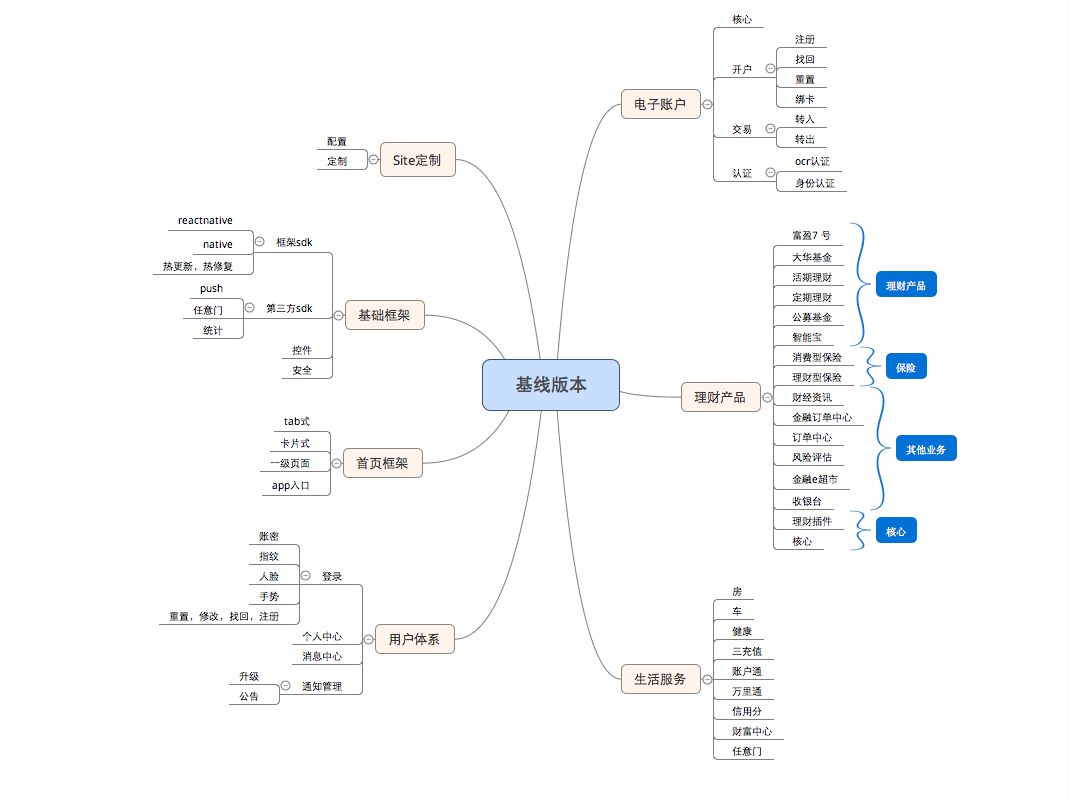 基线版本
电子账户
核心
开户
注册
找回
重置
绑卡
交易
转入
转出
认证
ocr认证
身份认证
理财产品
富盈7 号
大华基金
活期理财
定期理财
公募基金
智能宝
理财产品
消费型保险
理财型保险
保险
财经资讯
金融订单中心
订单中心
风险评估
金融e超市
收银台
其他业务
理财插件
核心
核心
生活服务
房
车
健康
三充值
账户通
万里通
信用分
财富中心
任意门
Site定制
配置
定制
基础框架
框架sdk
reactnative
native
热更新，热修复
第三方sdk
push
任意门
统计
控件
安全
首页框架
tab式
卡片式
一级页面
app入口
用户体系
登录
账密
指纹
人脸
手势
重置，修改，找回，注册
个人中心
消息中心
通知管理
升级
公告